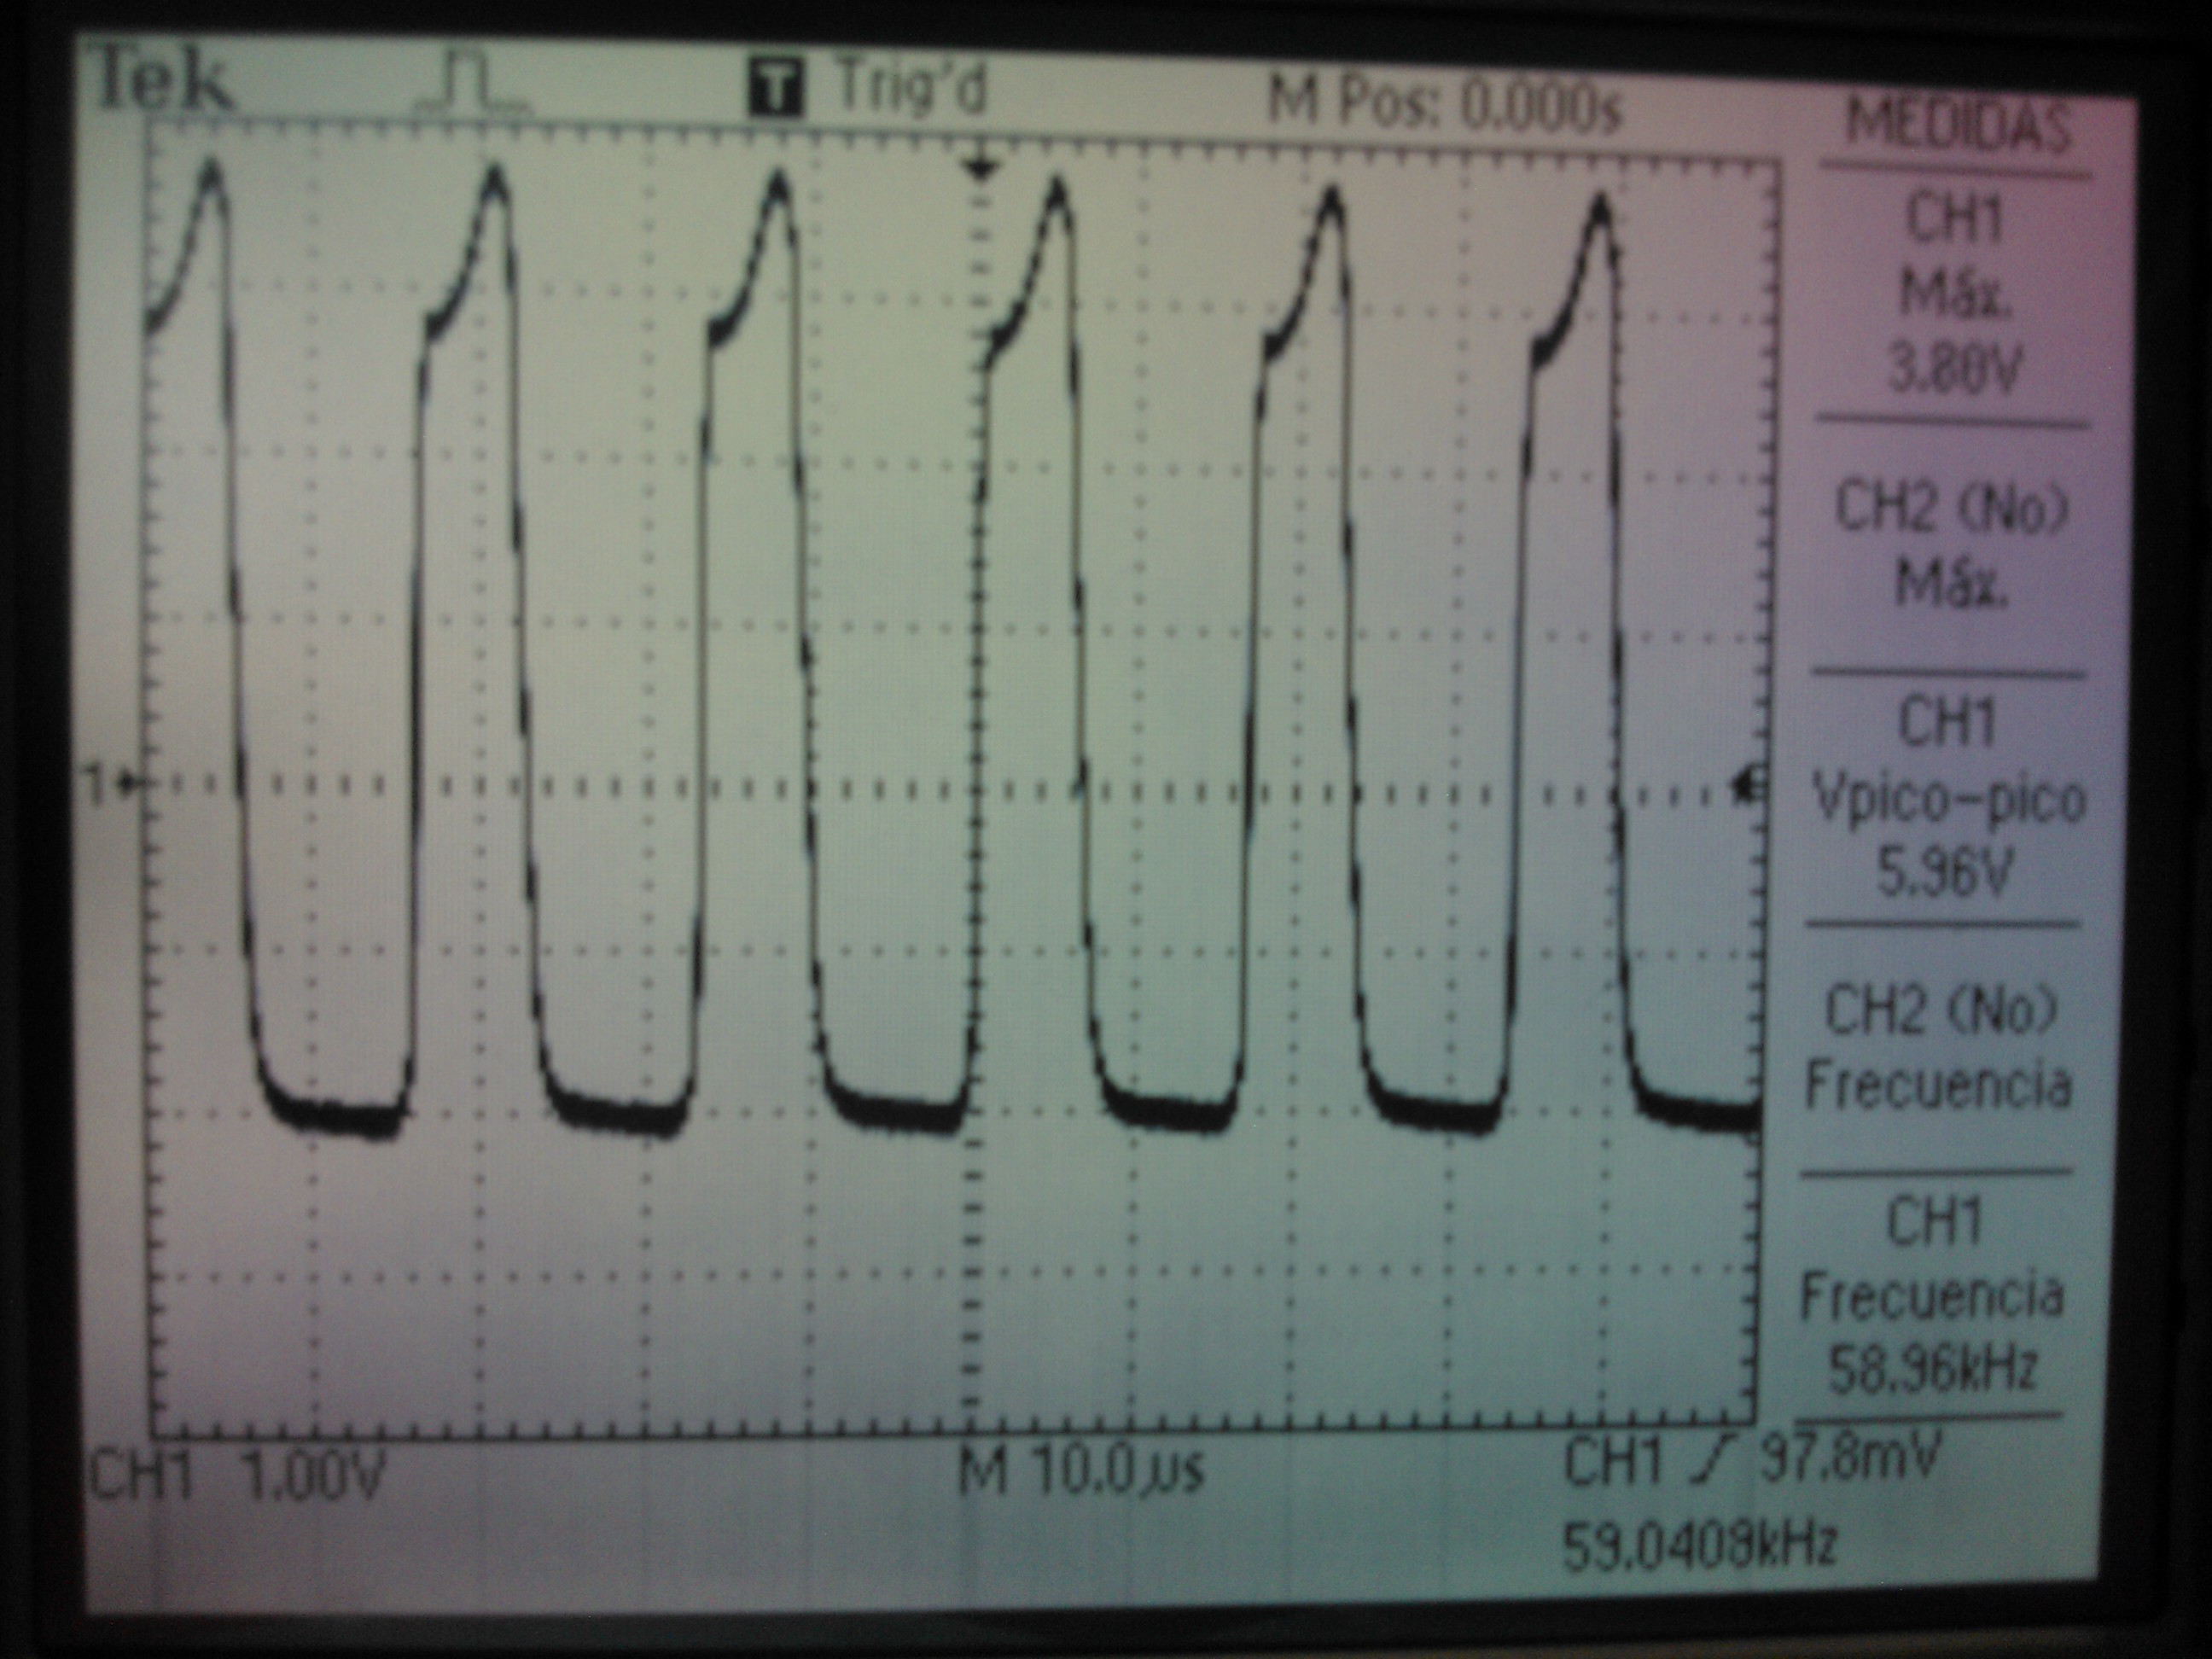 Tek T Trig'd M Pos: 0.000s
MEDIDAS
CH1
Máx.
3.80V
CH2 (No)
Máx.
CH1
Vpico-pico
5.96V
CH2 (No)
Frecuencia
CH1
Frecuencia
58.96kHz
1
CH1 1.00V M 10.0µs CH1 97.8mV
59.0408kHz